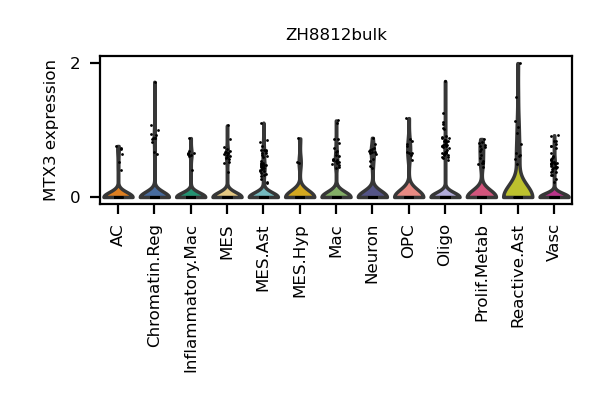 ZH8812bulk
MTX3 expression
2
0
AC
Chromatin.Reg
Inflammatory.Mac
MES
MES.Ast
MES.Hyp
Mac
Neuron
OPC
Oligo
Prolif.Metab
Reactive.Ast
Vasc